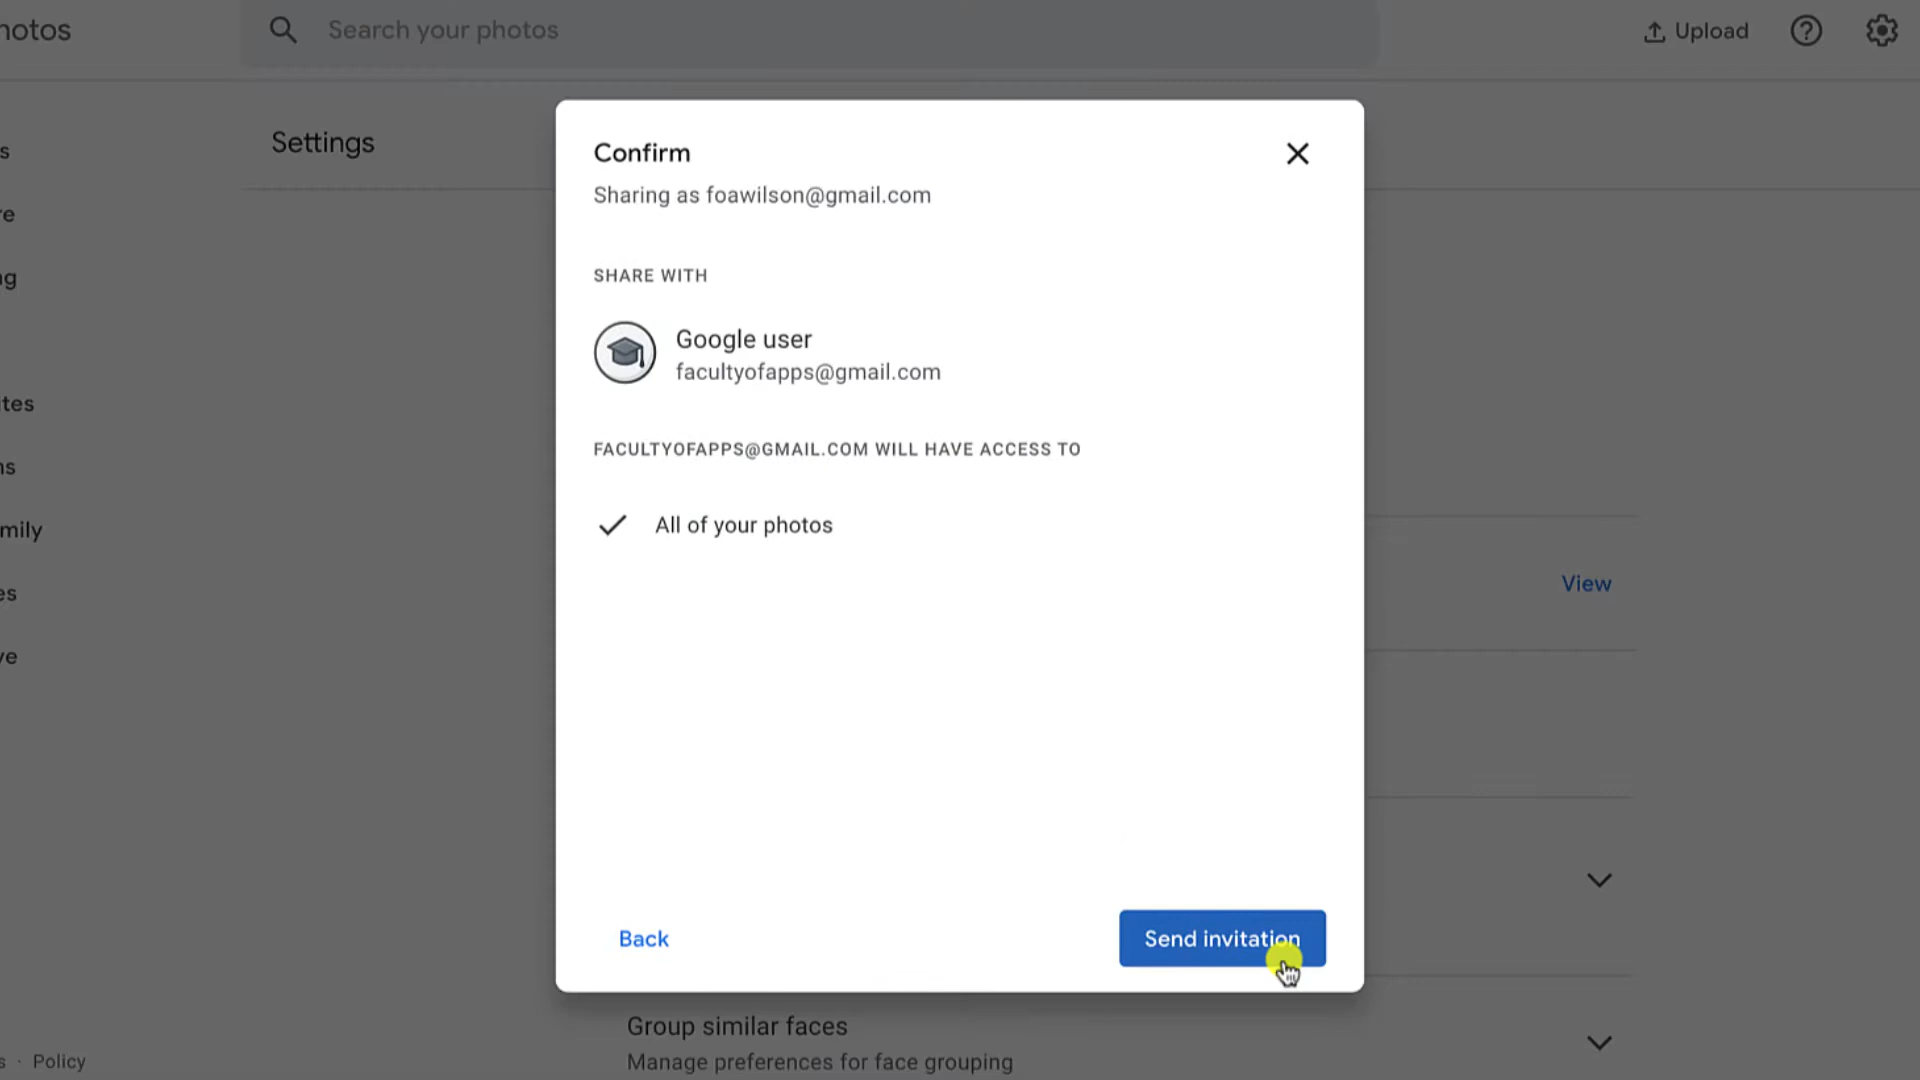 hotos
Search your photos
Upload
Settings
s
re
ng
ites
ns
mily
es
ve
Confirm
Sharing as foawilson@gmail.com
SHARE WITH
Google user
facultyofapps@gmail.com
FACULTYOFAPPS@GMAIL.COM WILL HAVE ACCESS TO
All of your photos
View
Back
Send invitation
Group similar faces
Manage preferences for face grouping
s · Policy